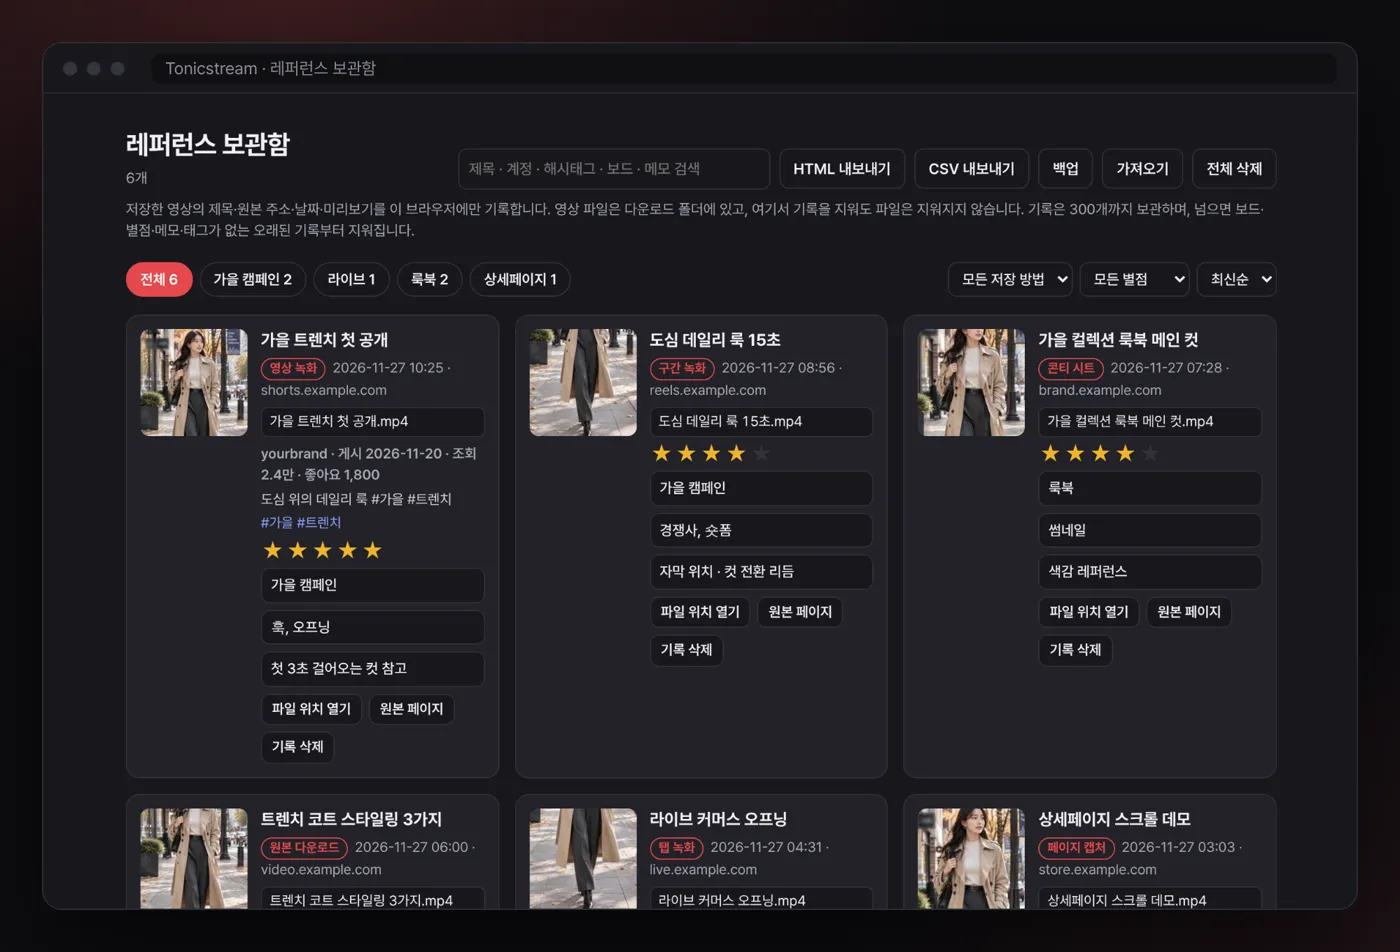 Tonicstream · 레퍼런스 보관함
레퍼런스 보관함
6개
제목 · 계정 · 해시태그 · 보드 · 메모 검색
HTML 내보내기
CSV 내보내기
백업
가져오기
전체 삭제
저장한 영상의 제목·원본 주소·날짜·미리보기를 이 브라우저에만 기록합니다. 영상 파일은 다운로드 폴더에 있고, 여기서 기록을 지워도 파일은 지워지지 않습니다. 기록은 300개까지 보관하며, 넘으면 보드·
별점·메모·태그가 없는 오래된 기록부터 지워집니다.
전체 6
가을 캠페인 2
라이브 1
룩북 2
상세페이지 1
모든 저장 방법
모든 별점
최신순
가을 트렌치 첫 공개
영상 녹화 2026-11-27 10:25 ·
shorts.example.com
가을 트렌치 첫 공개.mp4
yourbrand · 게시 2026-11-20 · 조회
2.4만 · 좋아요 1,800
도심 위의 데일리 룩 #가을 #트렌치
#가을 #트렌치
★★★★★
가을 캠페인
훅, 오프닝
첫 3초 걸어오는 컷 참고
파일 위치 열기
원본 페이지
기록 삭제
도심 데일리 룩 15초
구간 녹화 2026-11-27 08:56 ·
reels.example.com
도심 데일리 룩 15초.mp4
★★★★★
가을 캠페인
경쟁사, 숏폼
자막 위치 · 컷 전환 리듬
파일 위치 열기
원본 페이지
기록 삭제
가을 컬렉션 룩북 메인 컷
콘티 시트 2026-11-27 07:28 ·
brand.example.com
가을 컬렉션 룩북 메인 컷.mp4
★★★★★
룩북
썸네일
색감 레퍼런스
파일 위치 열기
원본 페이지
기록 삭제
트렌치 코트 스타일링 3가지
원본 다운로드 2026-11-27 06:00 ·
video.example.com
트렌치 코트 스타일링 3가지.mp4
라이브 커머스 오프닝
탭 녹화 2026-11-27 04:31 ·
live.example.com
라이브 커머스 오프닝.mp4
상세페이지 스크롤 데모
페이지 캡처 2026-11-27 03:03 ·
store.example.com
상세페이지 스크롤 데모.mp4